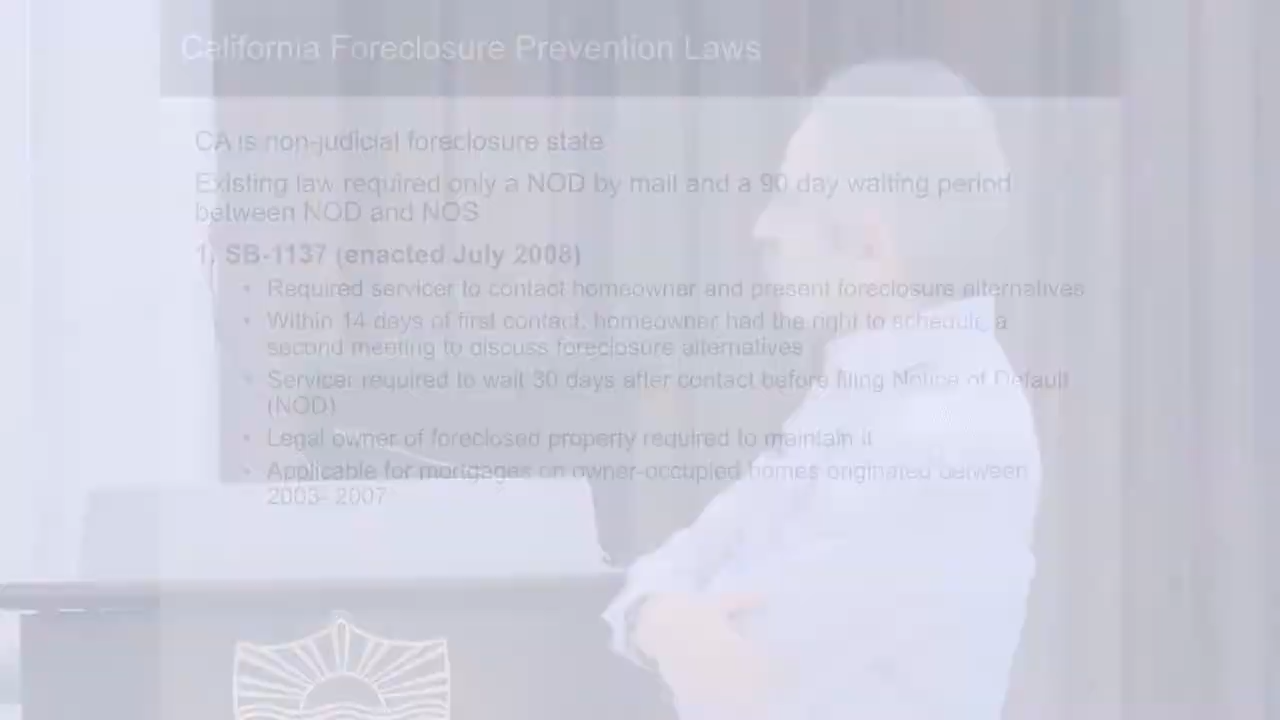 California Foreclosure Prevention Laws
CA is non-judicial foreclosure state
Existing law required only a NOD by mail and a 90 day waiting period
between NOD and NOS
1. SB-1137 (enacted July 2008)
• Required servicer to contact homeowner and present foreclosure alternatives
• Within 14 days of first contact, homeowner had the right to schedule a
second meeting to discuss foreclosure alternatives
• Servicer required to wait 30 days after contact before filing Notice of Default
(NOD)
• Legal owner of foreclosed property required to maintain it
• Applicable for mortgages on owner-occupied homes originated between
2003- 2007